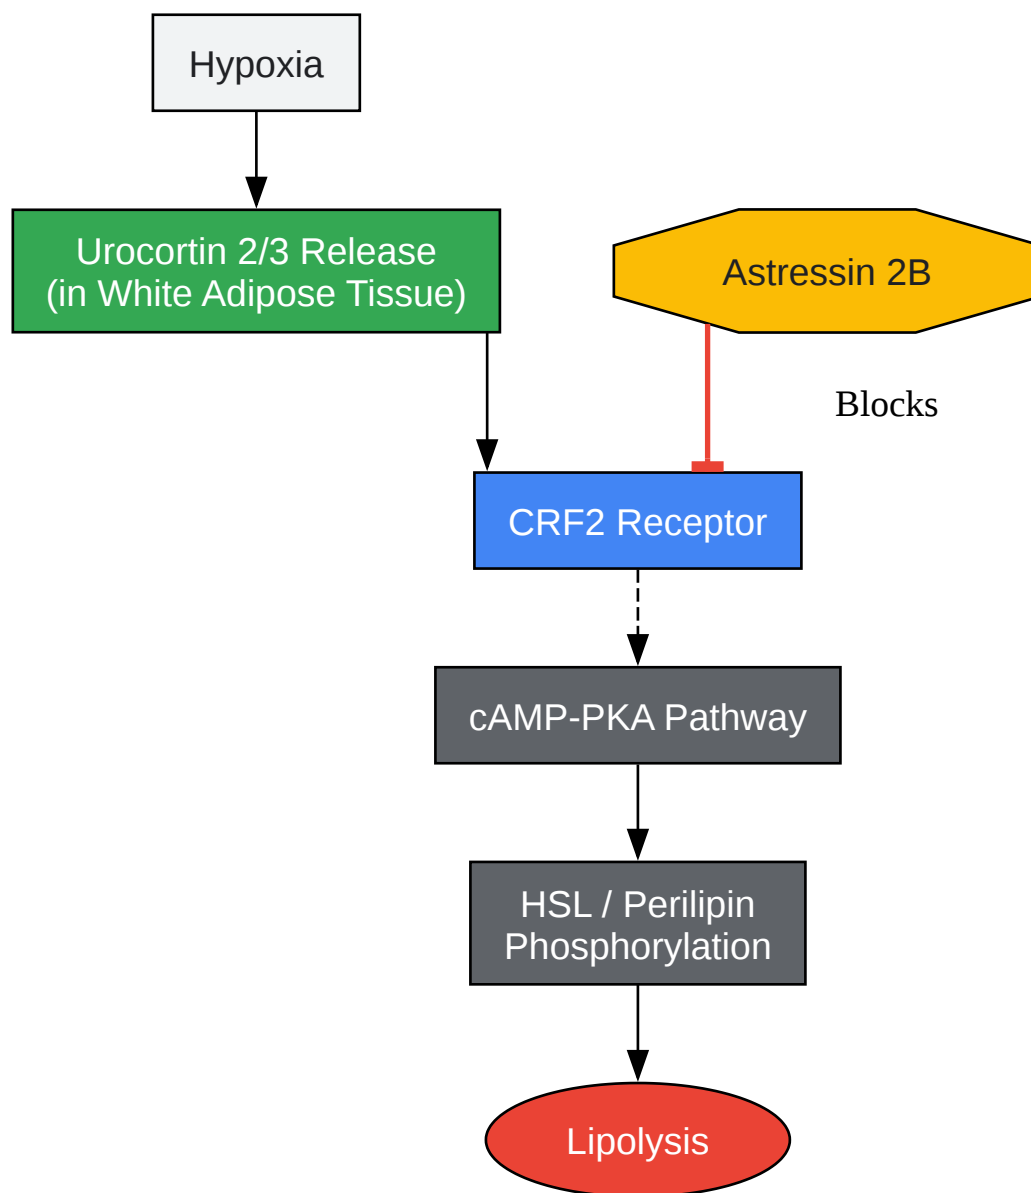 Hypoxia
Urocortin 2/3 Release
(in White Adipose Tissue)
Astressin 2B
Blocks
CRF2 Receptor
cAMP-PKA Pathway
HSL / Perilipin
Phosphorylation
Lipolysis